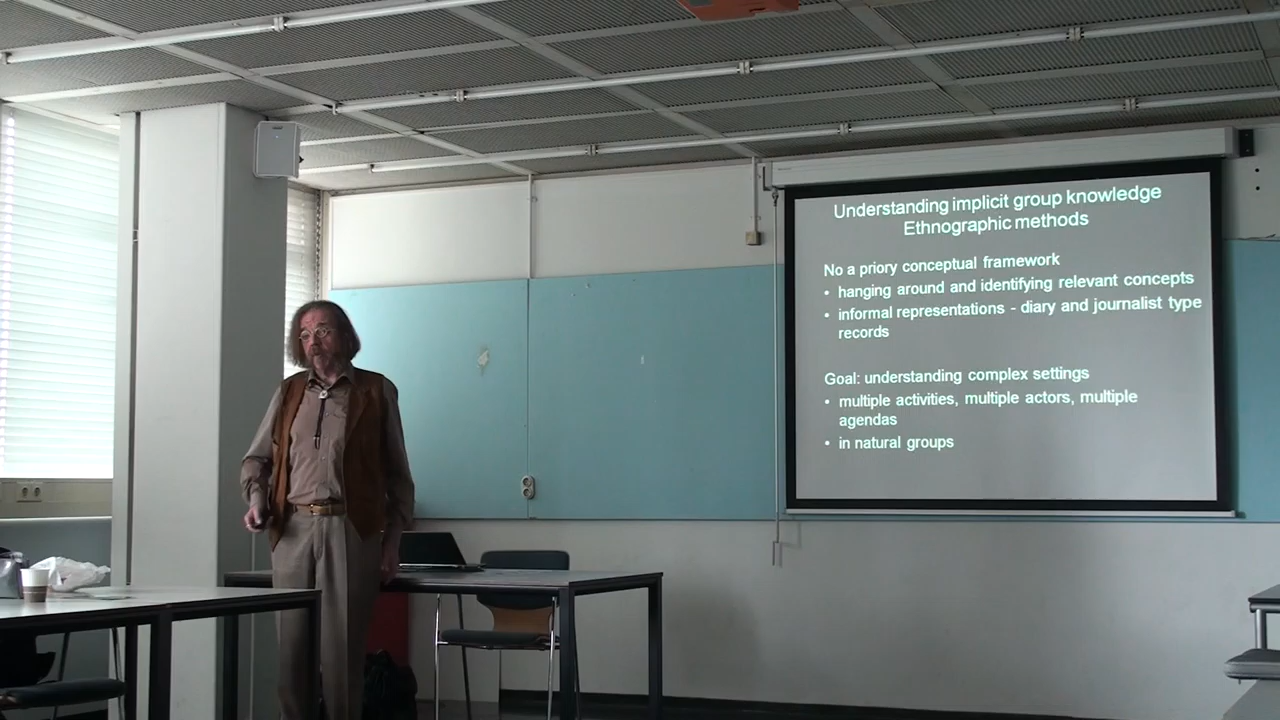 Understanding implicit group knowledge
Ethnographic methods
No a priory conceptual framework
• hanging around and identifying relevant concepts
• informal representations - diary and journalist type
records
Goal: understanding complex settings
• multiple activities, multiple actors, multiple
agendas
• in natural groups